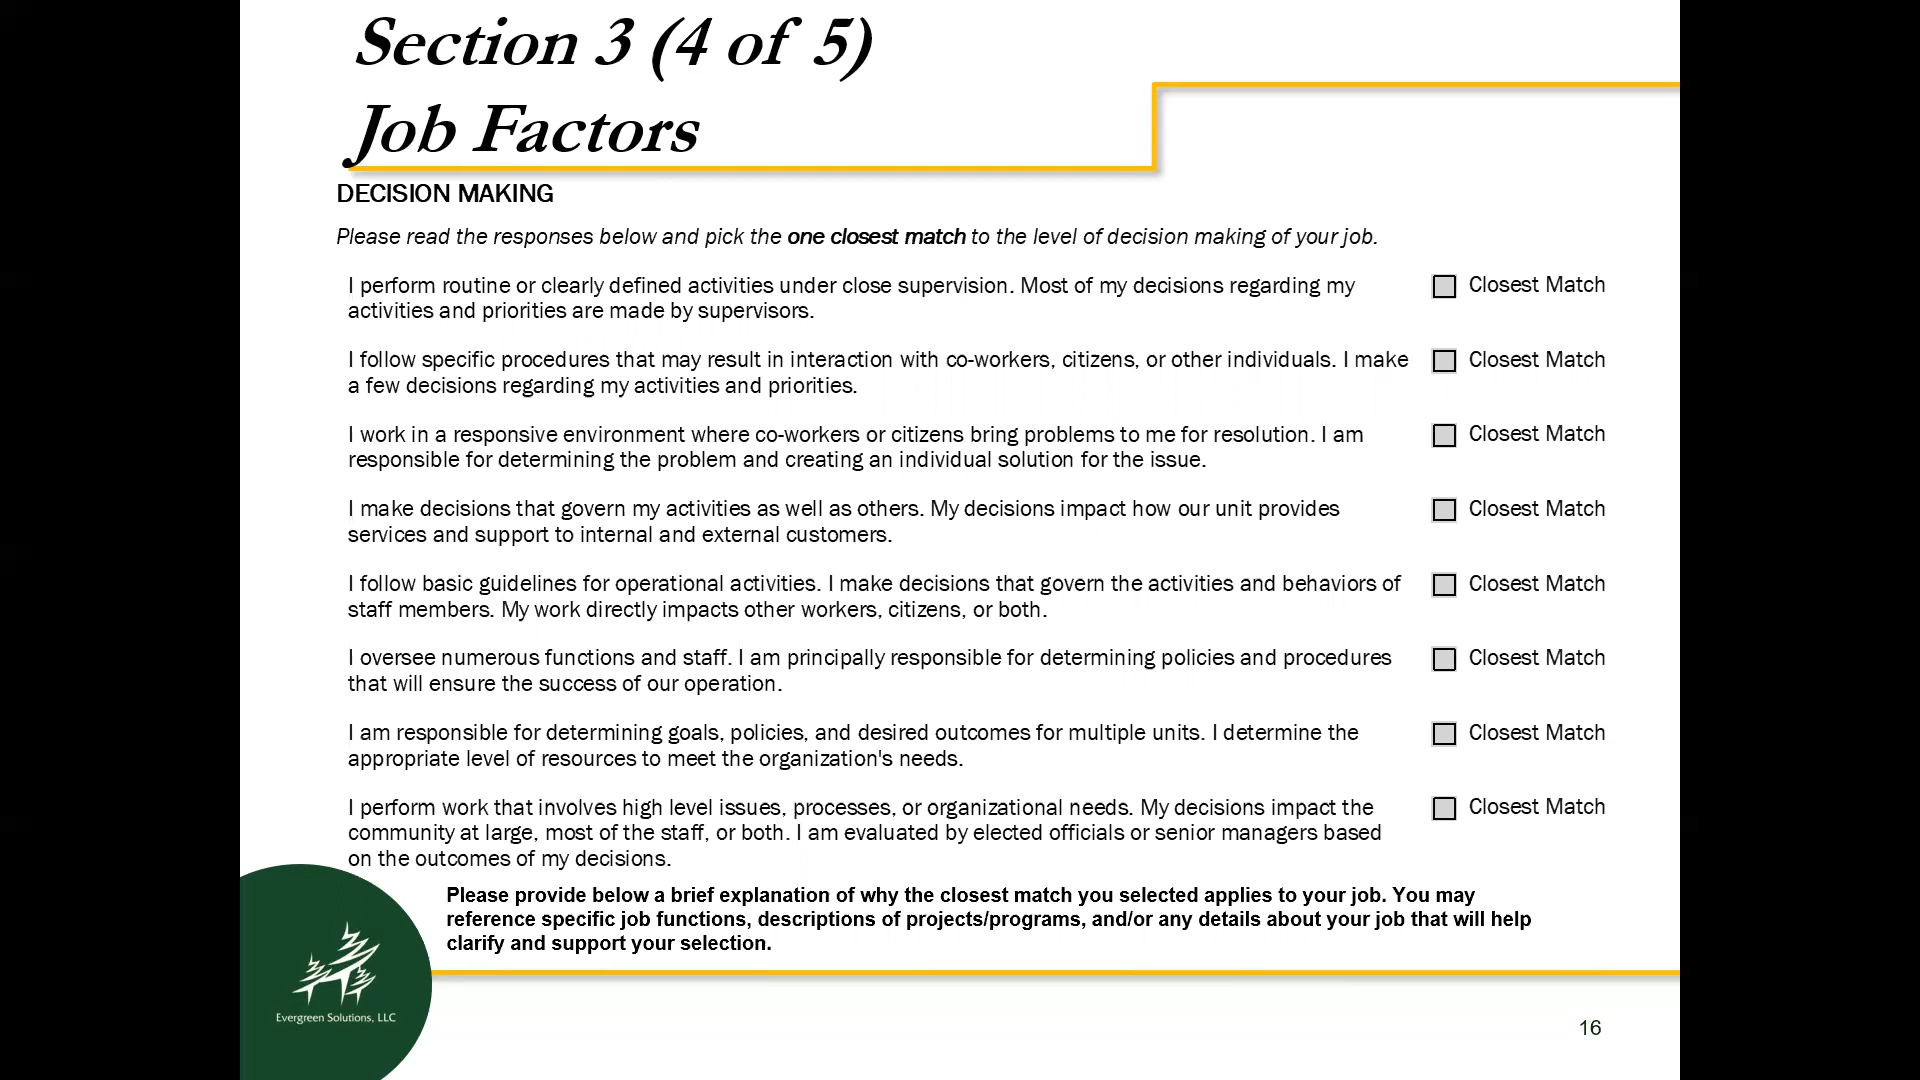 Section 3 (4 of 5)
Job Factors
DECISION MAKING
Please read the responses below and pick the one closest match to the level of decision making of your job.
I perform routine or clearly defined activities under close supervision. Most of my decisions regarding my
activities and priorities are made by supervisors.
Closest Match
I follow specific procedures that may result in interaction with co-workers, citizens, or other individuals. I make
a few decisions regarding my activities and priorities.
Closest Match
I work in a responsive environment where co-workers or citizens bring problems to me for resolution. I am
responsible for determining the problem and creating an individual solution for the issue.
Closest Match
I make decisions that govern my activities as well as others. My decisions impact how our unit provides
services and support to internal and external customers.
Closest Match
I follow basic guidelines for operational activities. I make decisions that govern the activities and behaviors of
staff members. My work directly impacts other workers, citizens, or both.
Closest Match
I oversee numerous functions and staff. I am principally responsible for determining policies and procedures
that will ensure the success of our operation.
Closest Match
I am responsible for determining goals, policies, and desired outcomes for multiple units. I determine the
appropriate level of resources to meet the organization's needs.
Closest Match
I perform work that involves high level issues, processes, or organizational needs. My decisions impact the
community at large, most of the staff, or both. I am evaluated by elected officials or senior managers based
on the outcomes of my decisions.
Closest Match
Please provide below a brief explanation of why the closest match you selected applies to your job. You may
reference specific job functions, descriptions of projects/programs, and/or any details about your job that will help
clarify and support your selection.
Evergreen Solutions, LLC
16